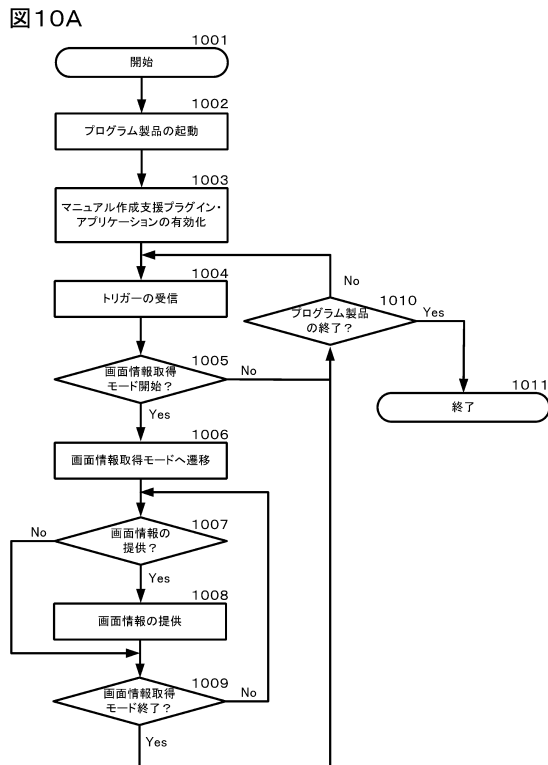 図10A
1001
開始
1002
プログラム製品の起動
1003
マニュアル作成支援プラグイン・
アプリケーションの有効化
1004
トリガーの受信
1005
画面情報取得
モード開始？
No
Yes
1006
画面情報取得モードへ遷移
1007
画面情報の
提供？
No
Yes
1008
画面情報の提供
1009
画面情報取得
モード終了？
No
Yes
No
1010
プログラム製品
の終了？
Yes
1011
終了